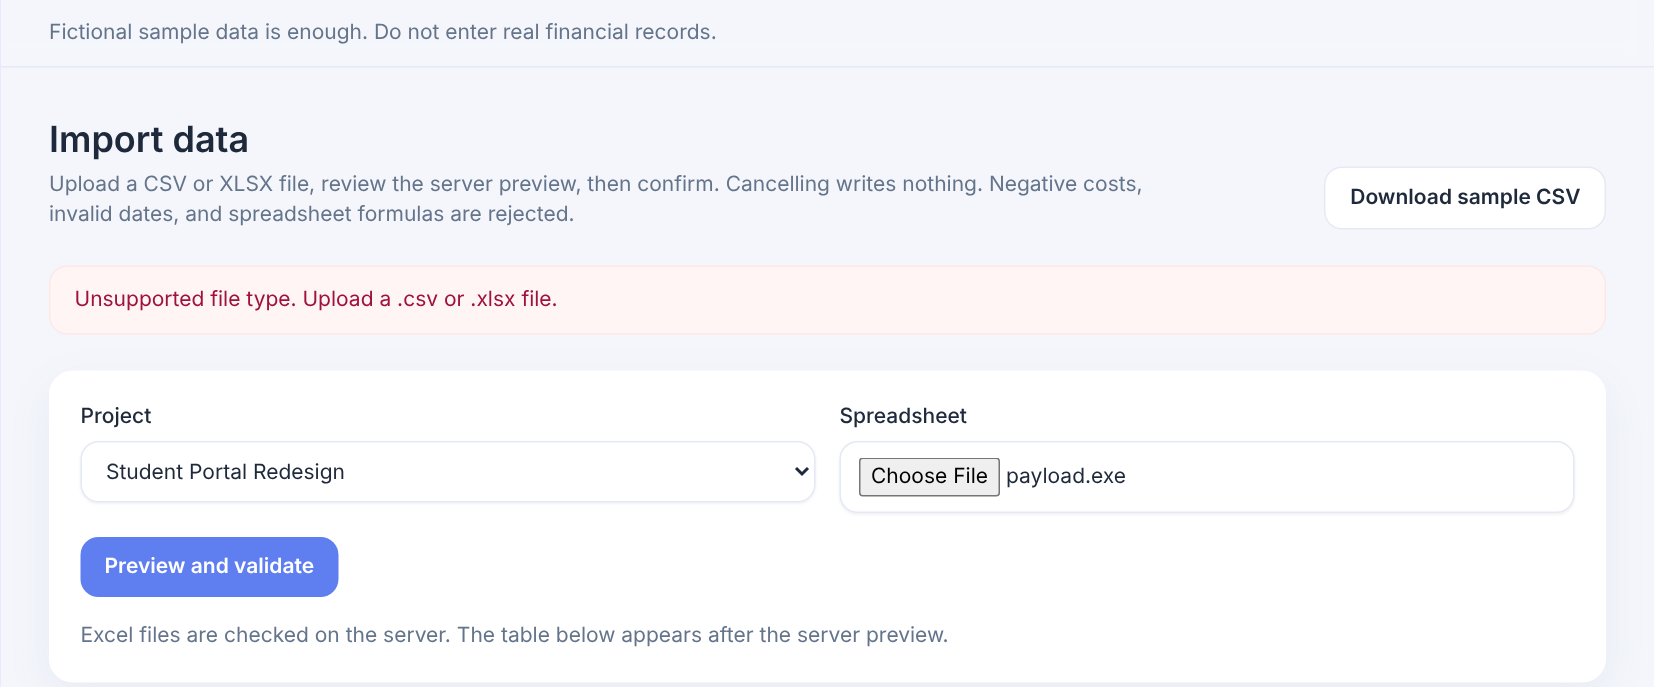 Fictional sample data is enough. Do not enter real financial records.
Import data
Upload a CSV or XLSX file, review the server preview, then confirm. Cancelling writes nothing. Negative costs,
invalid dates, and spreadsheet formulas are rejected.
Download sample CSV
Unsupported file type. Upload a .csv or .xlsx file.
Project
Spreadsheet
Student Portal Redesign
Choose File payload.exe
Preview and validate
Excel files are checked on the server. The table below appears after the server preview.